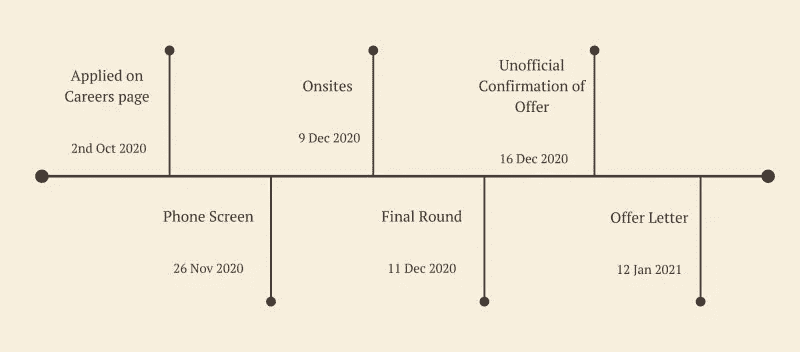 Applied on
Careers page
2nd Oct 2020
Phone Screen
26 Nov 2020
Onsites
9 Dec 2020
Final Round
11 Dec 2020
Unofficial
Confirmation of
Offer
16 Dec 2020
Offer Letter
12 Jan 2021